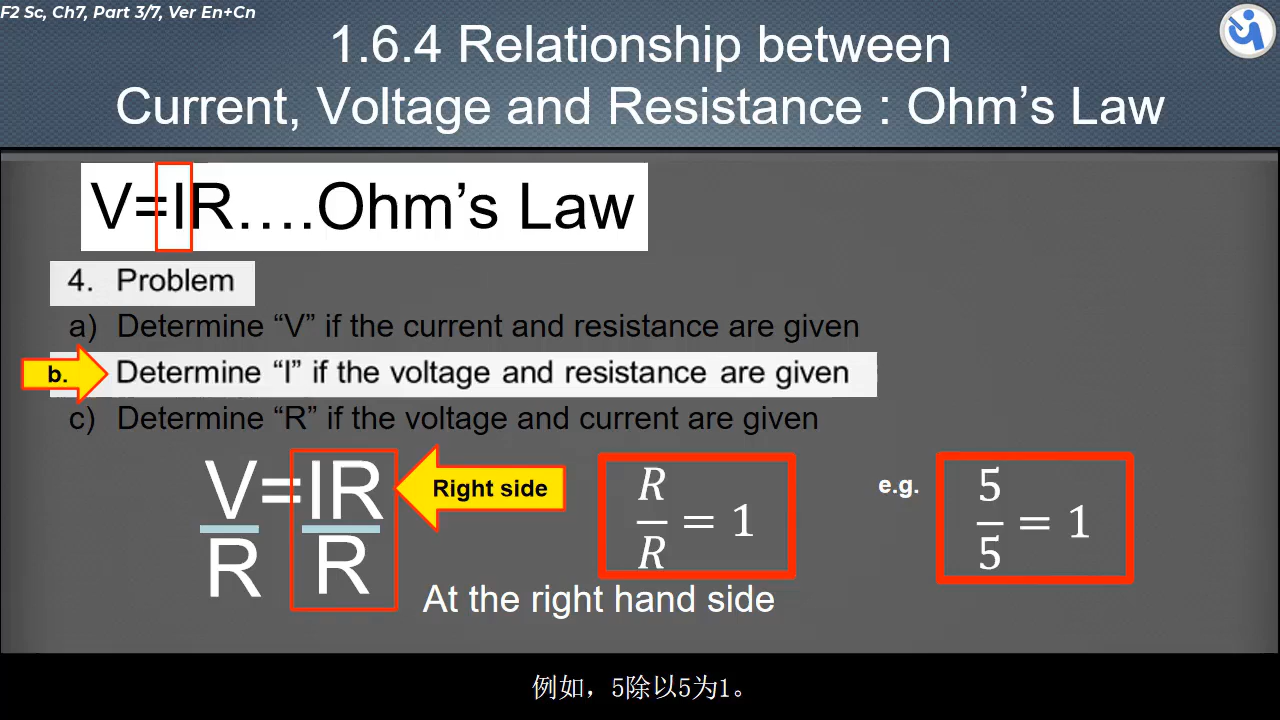 F2 Sc, Ch7, Part 3/7, Ver En+Cn
1.6.4 Relationship between
Current, Voltage and Resistance : Ohm’s Law
V=IR....Ohm’s Law
4. Problem
a) Determine “V” if the current and resistance are given
b. Determine “I” if the voltage and resistance are given
c) Determine “R” if the voltage and current are given
V=IR
R R
Right side
R
R = 1
e.g.
5
5 = 1
At the right hand side
例如，5除以5为1。